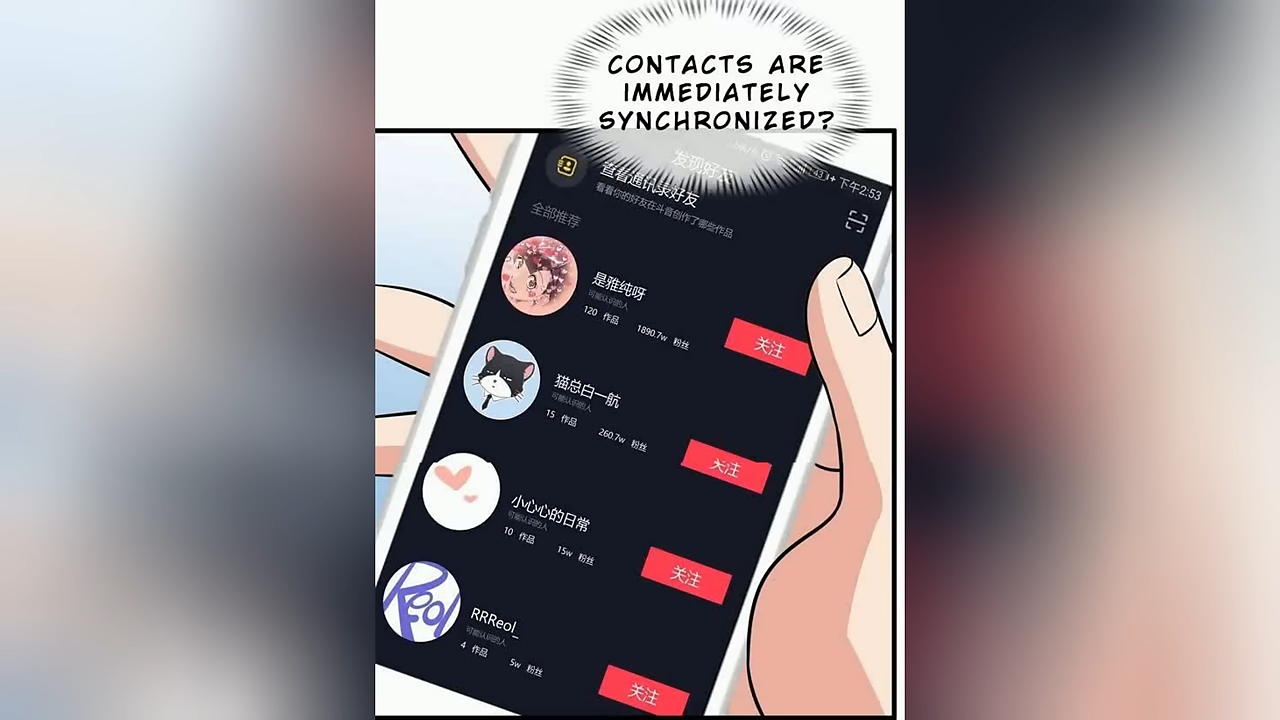 CONTACTS ARE
IMMEDIATELY
SYNCHRONIZED?
下午2:53
发现好友
查看通讯录好友
看看你的好友在斗音创作了哪些作品
全部推荐
是雅纯呀
可能认识的人
120 作品 1890.7w 粉丝
关注
猫总白一航
可能认识的人
15 作品 260.7w 粉丝
关注
小心心的日常
可能认识的人
10 作品 15w 粉丝
关注
Reol
RRReol_
可能认识的人
4 作品 5w 粉丝
关注